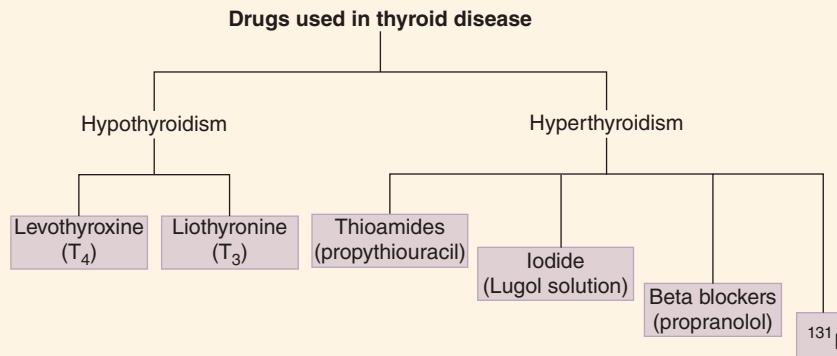 Drugs used in thyroid disease
Hypothyroidism
Hyperthyroidism
Levothyroxine
(T₄)
Liothyronine
(T₃)
Thioamides
(propythiouracil)
Iodide
(Lugol solution)
Beta blockers
(propranolol)
131